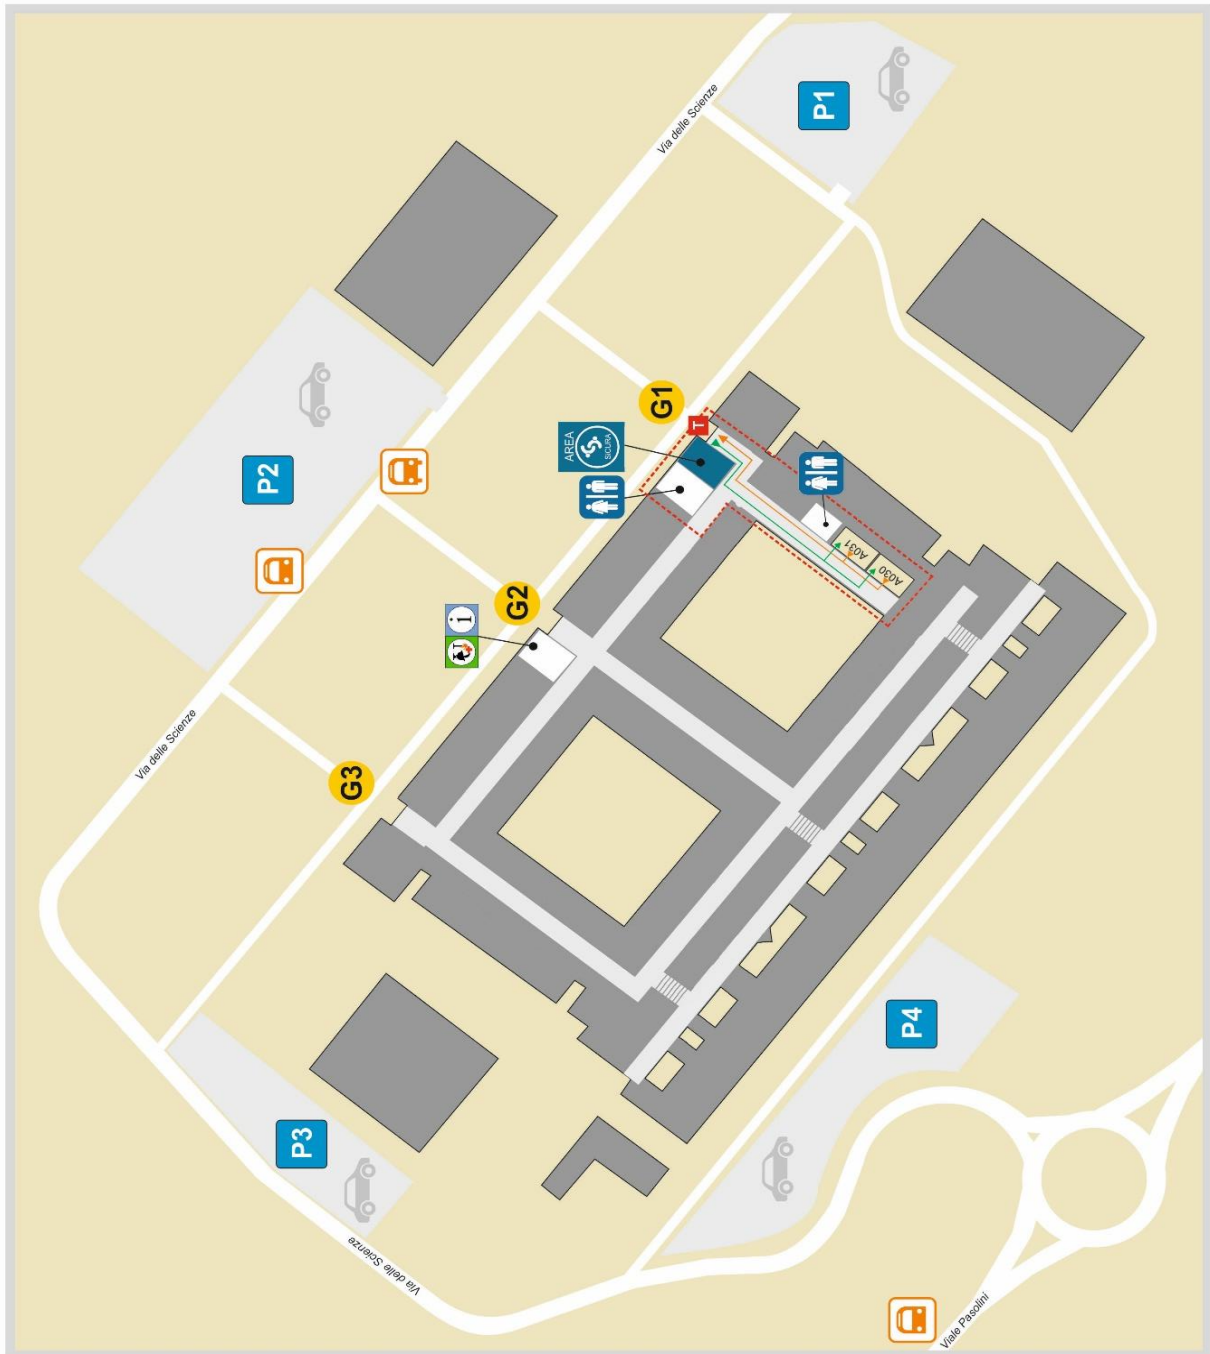 Via delle Scienze
P1
P2
G1
T
AREA
SICURA
A031
A030
G2
i
Via delle Scienze
G3
P4
P3
Via delle Scienze
Viale Pasolini